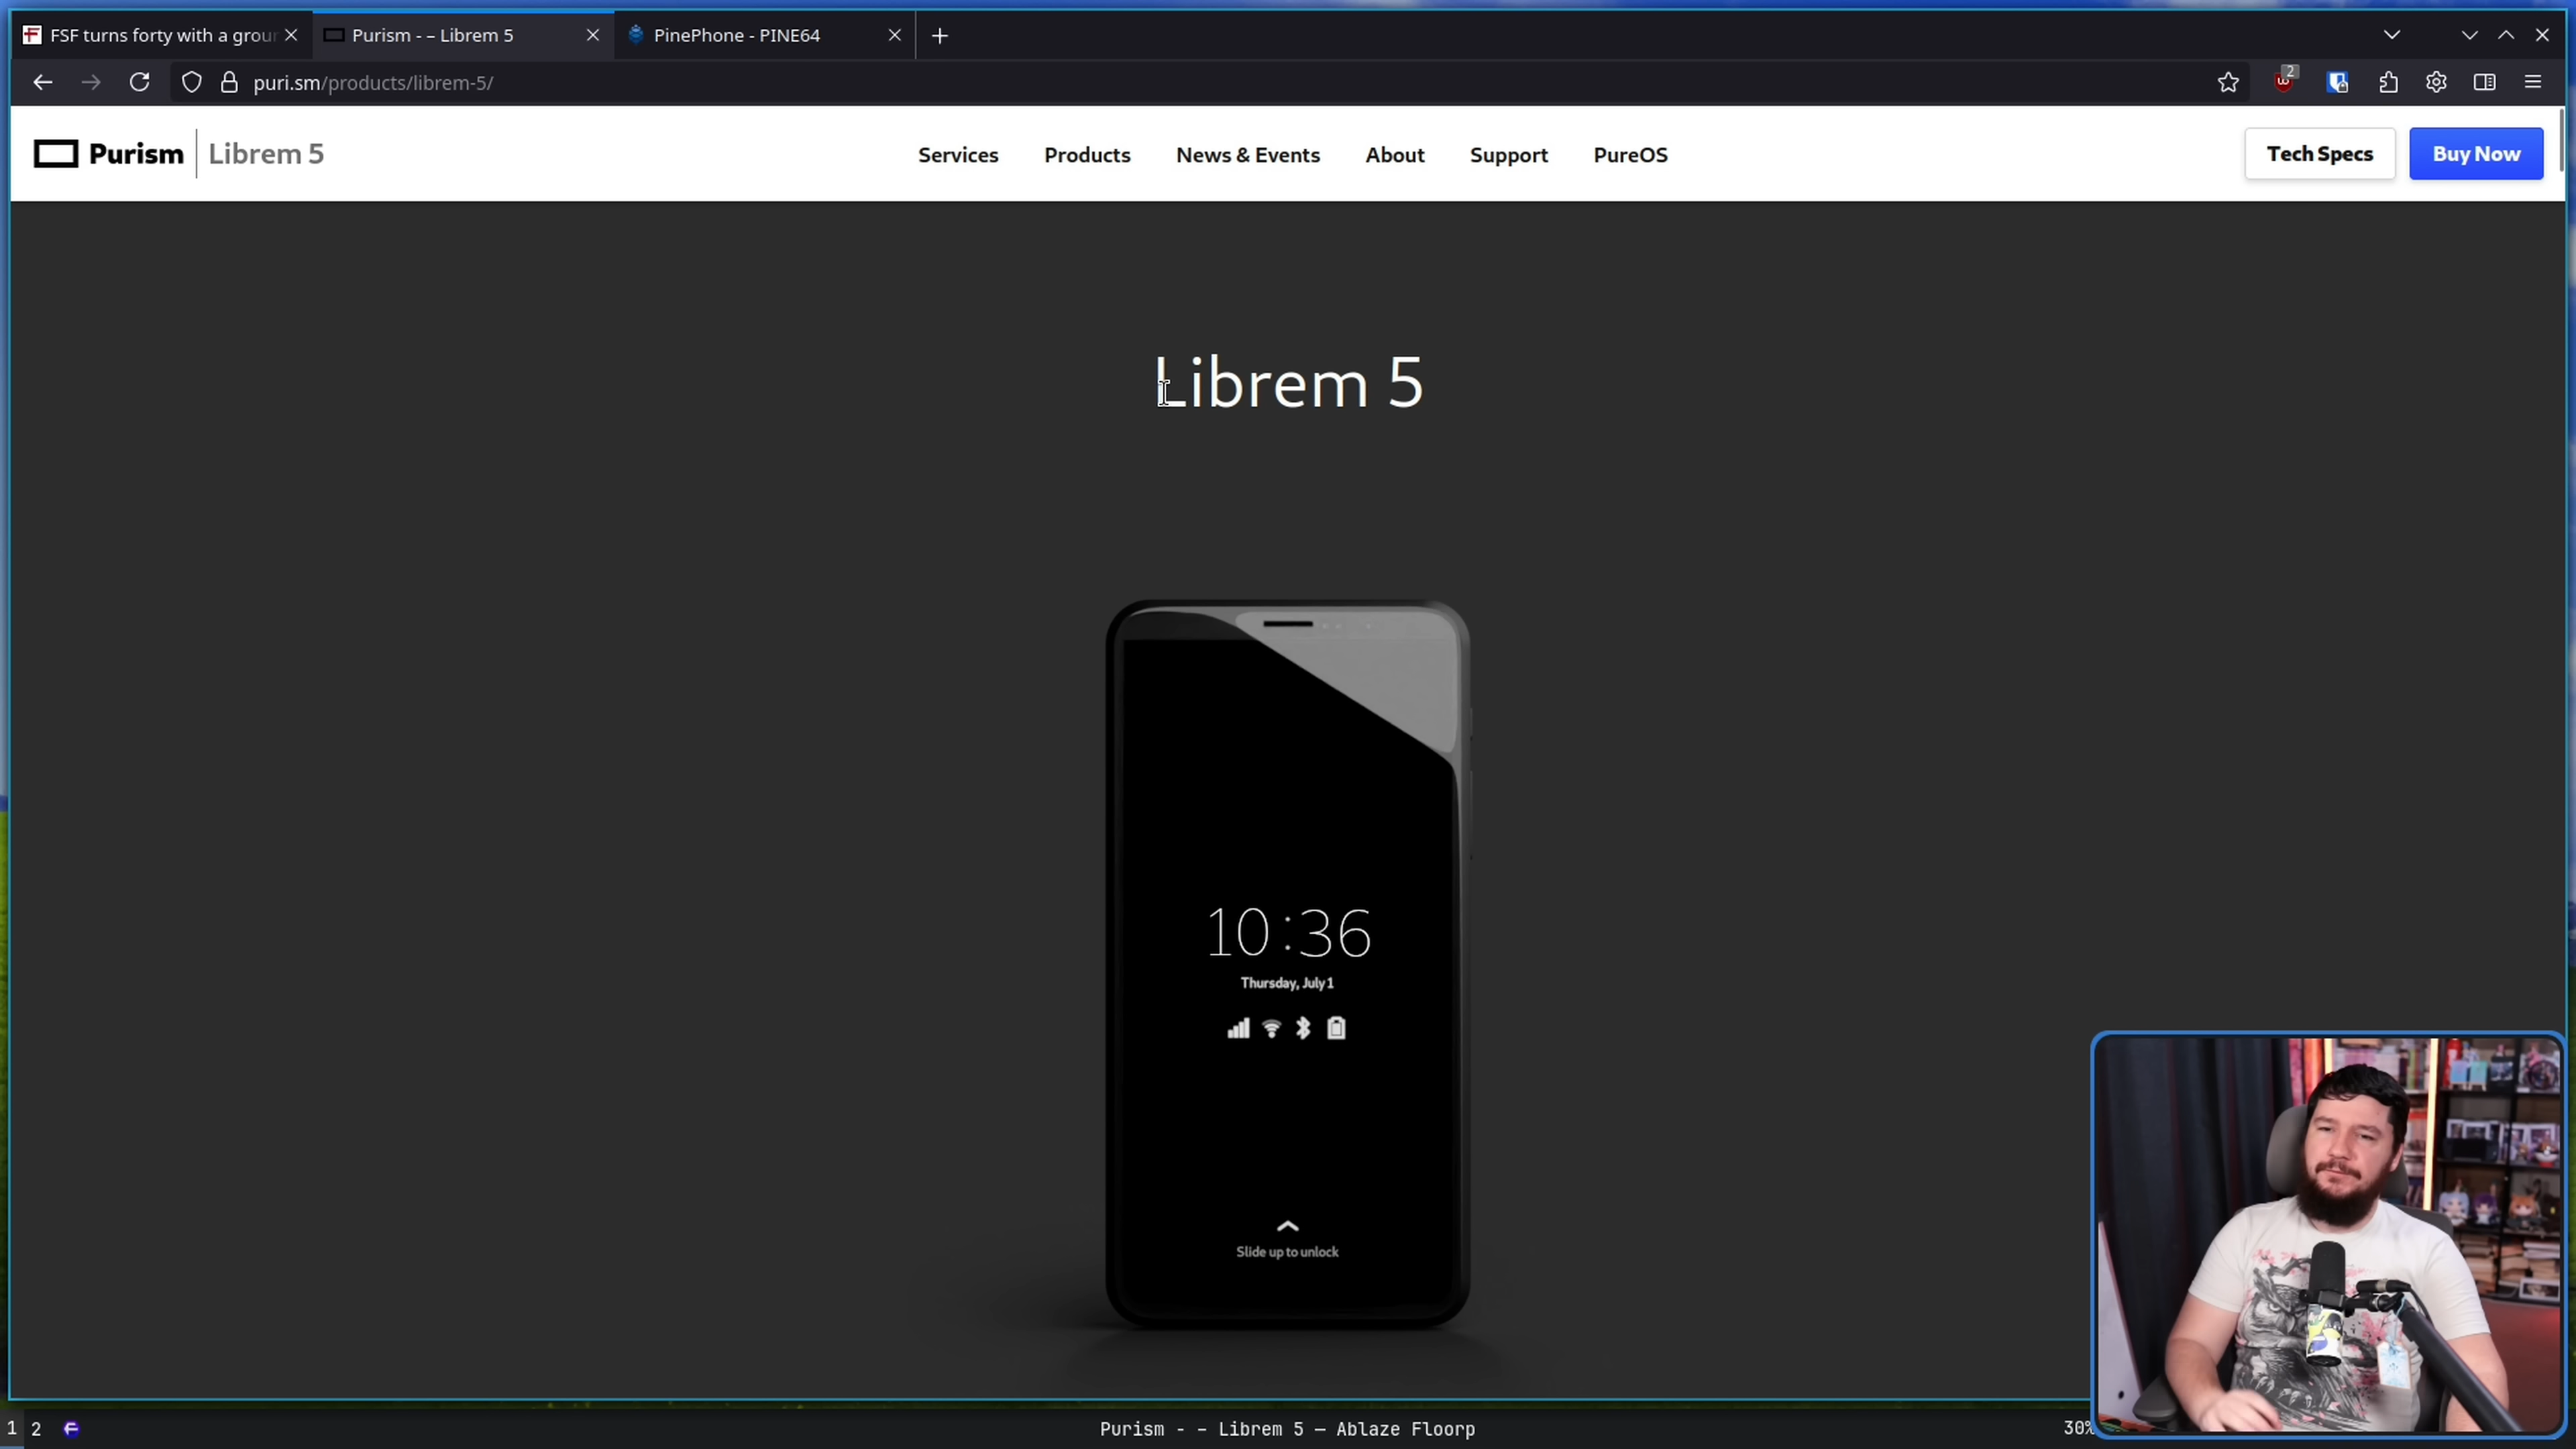 FSF turns forty with a grour
Purism - – Librem 5
PinePhone - PINE64
puri.sm/products/librem-5/
2
Purism
Librem 5
Services
Products
News & Events
About
Support
PureOS
Tech Specs
Buy Now
Librem 5
10:36
Thursday, July 1
Slide up to unlock
1 2
Purism - – Librem 5 — Ablaze Floorp
30%